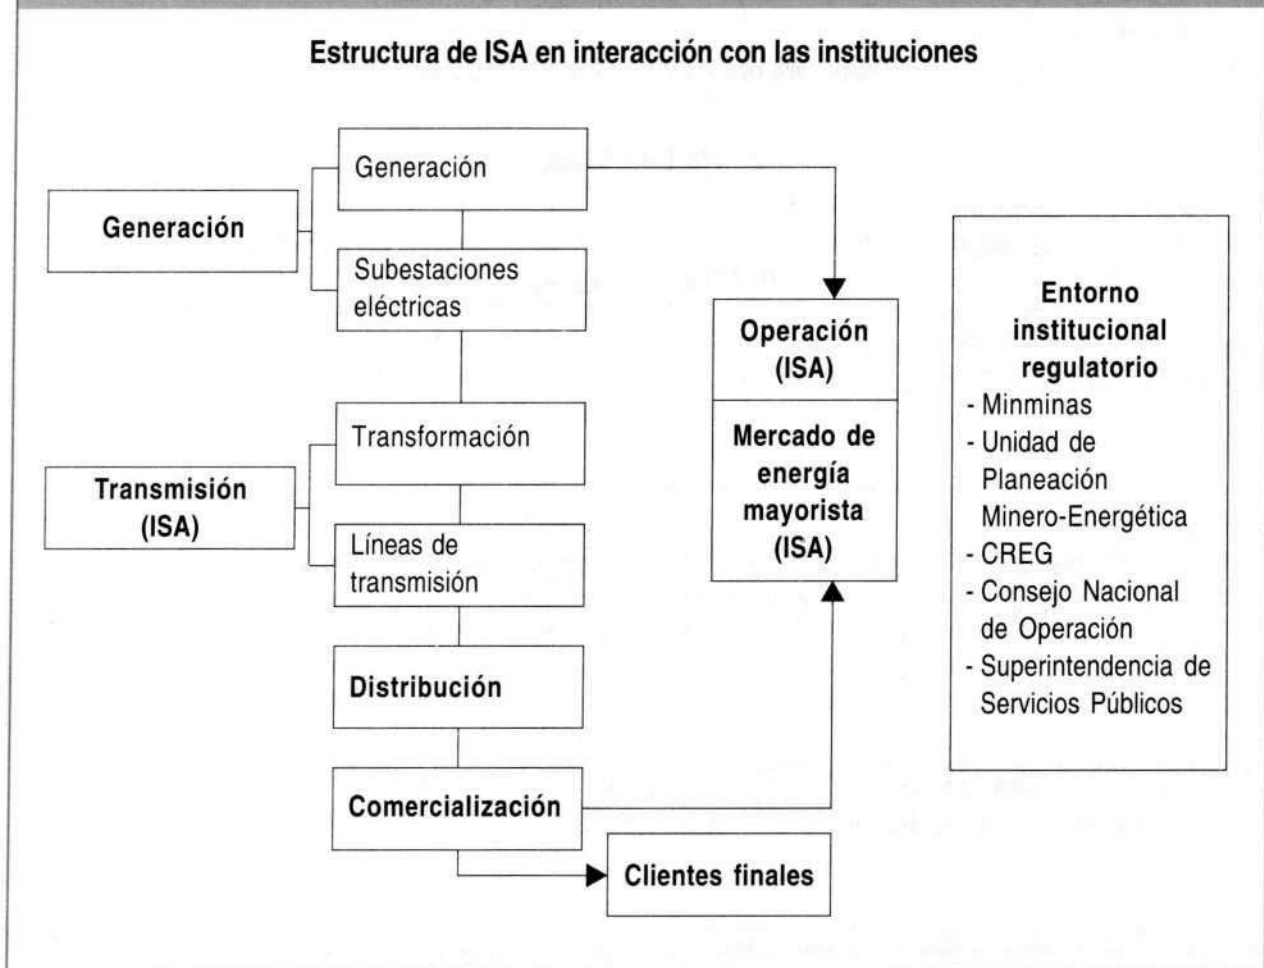 Estructura de ISA en interacción con las instituciones
Generación
Generación
Subestaciones
eléctricas
Transmisión
(ISA)
Transformación
Líneas de
transmisión
Distribución
Comercialización
Clientes finales
Operación
(ISA)
Mercado de
energía
mayorista
(ISA)
Entorno
institucional
regulatorio
- Minminas
- Unidad de
Planeación
Minero-Energética
- CREG
- Consejo Nacional
de Operación
- Superintendencia de
Servicios Públicos